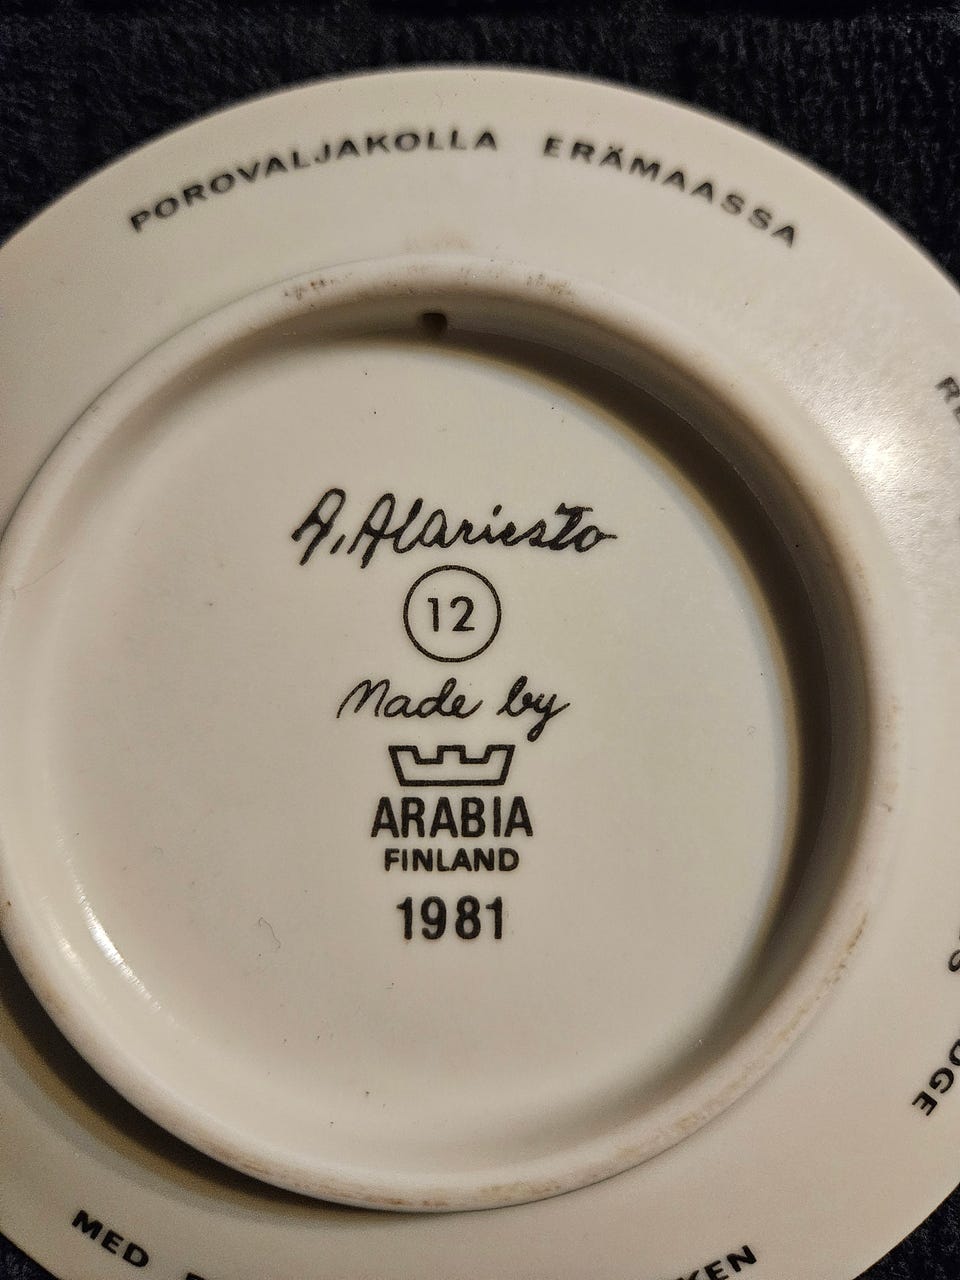 POROVALJAKOLLA ERÄMAASSA
A. Alariesto
12
Made by
ARABIA
FINLAND
1981
MED